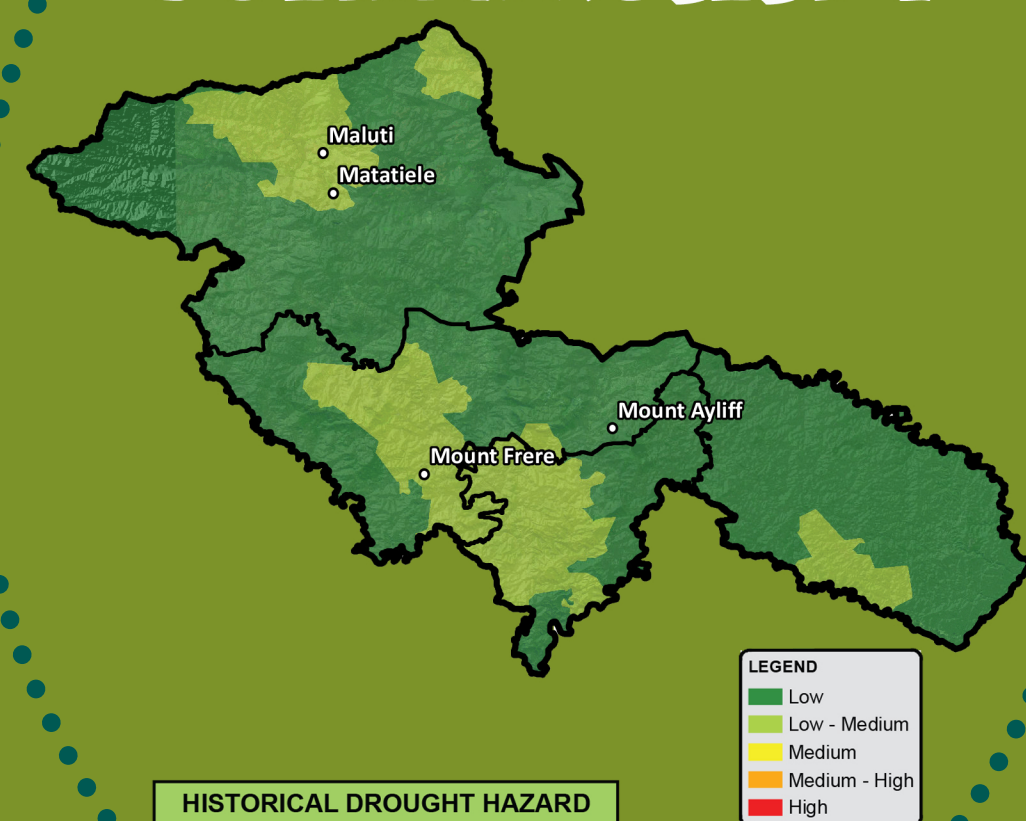 Maluti
Matatiele
Mount Ayliff
Mount Frere
LEGEND
Low
Low - Medium
Medium
Medium - High
High
HISTORICAL DROUGHT HAZARD